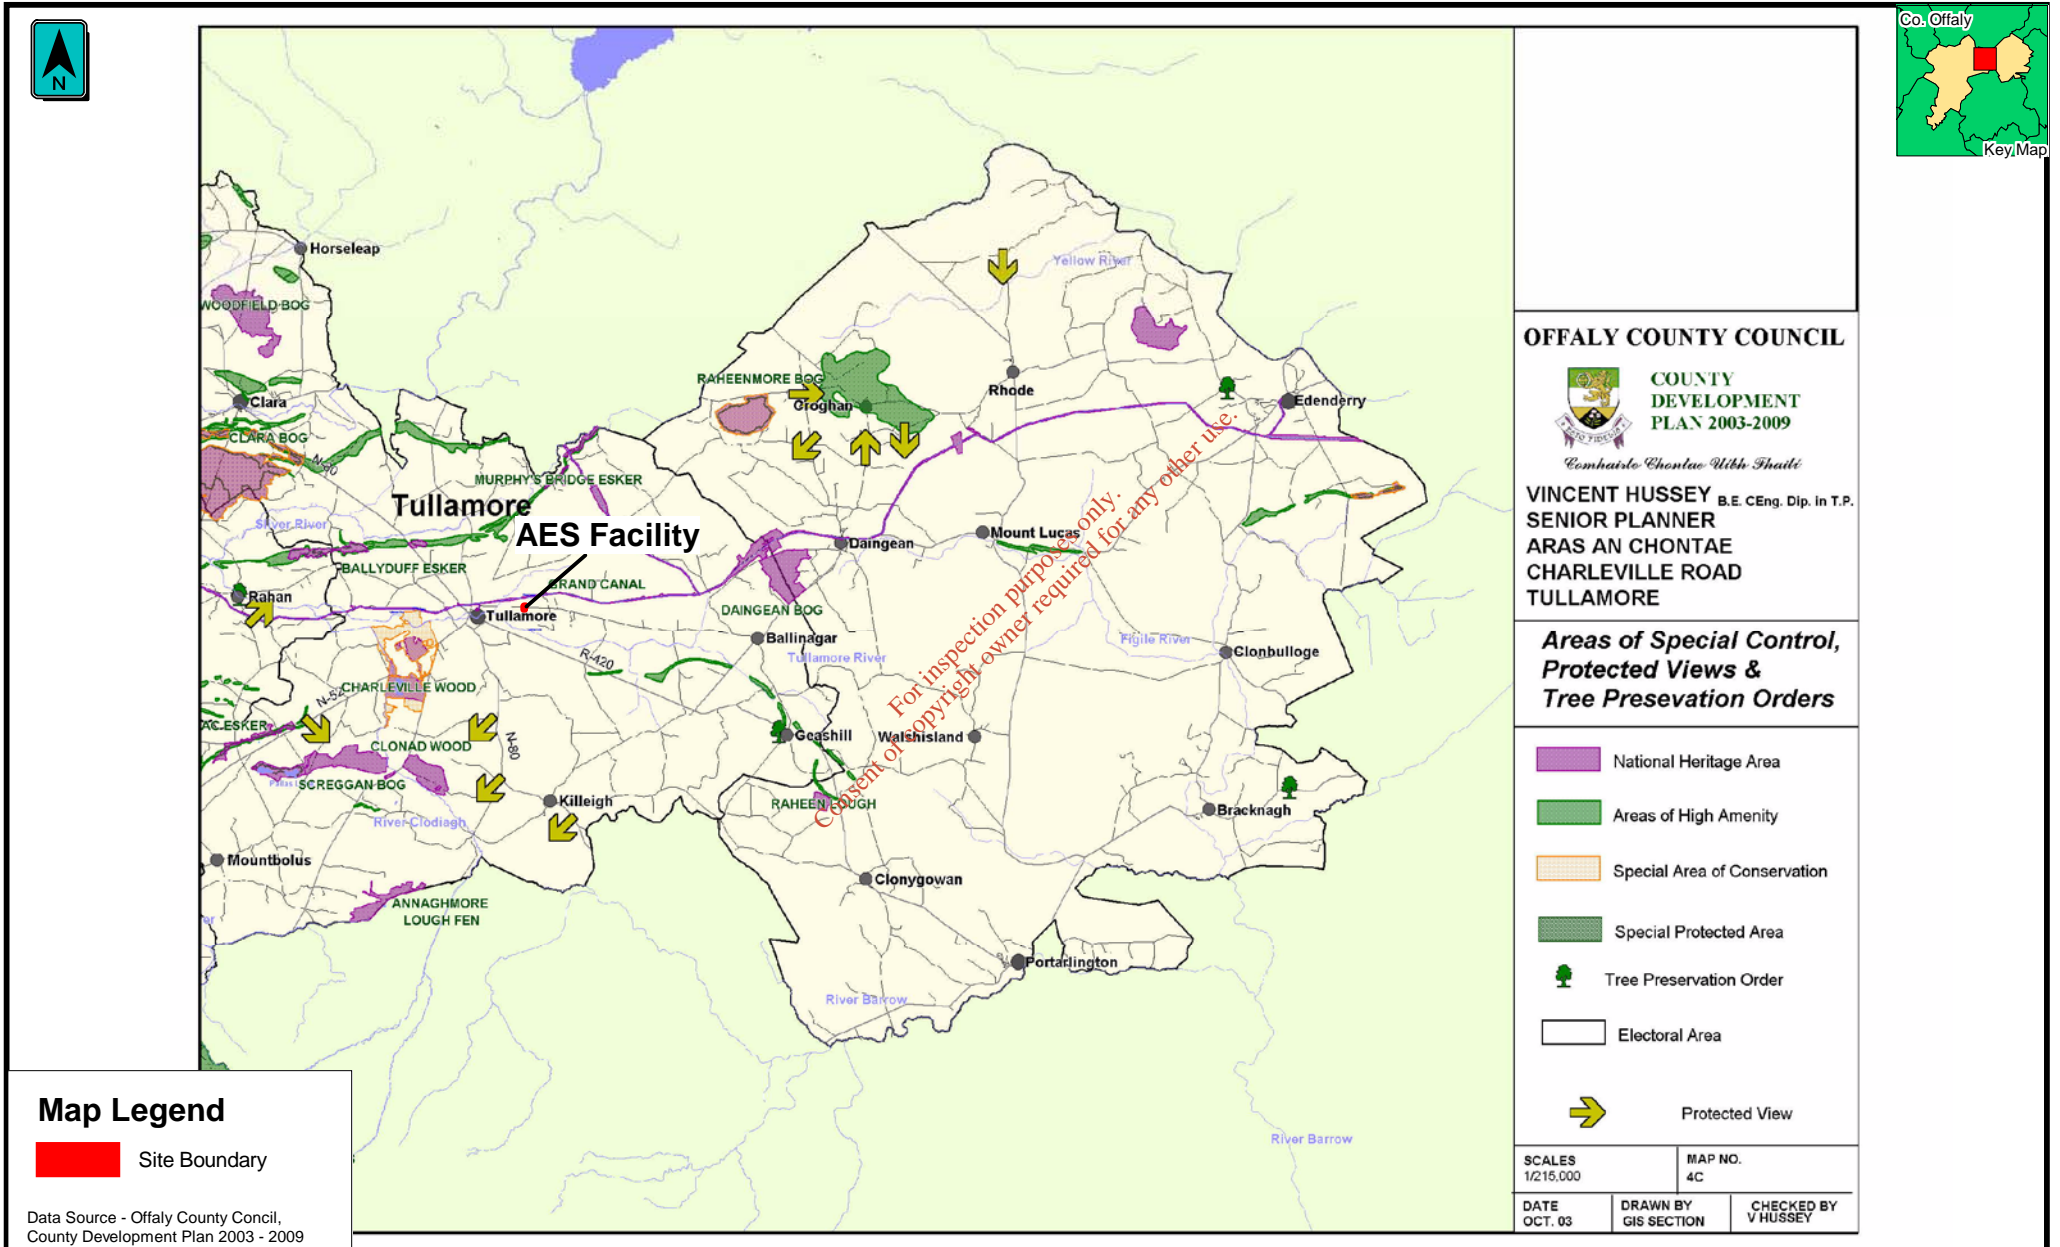 Co. Offaly
Key Map
N
Horseleap
WOODFIELD BOG
Clara
CLARA BOG
N-80
MURPHY'S BRIDGE ESKER
Tullamore
AES Facility
Silver River
BALLYDUFF ESKER
GRAND CANAL
Rahan
Tullamore
Yellow River
RAHEENMORE BOG
Croghan
Rhode
Edenderry
Mount Lucas
Daingean
DAINGEAN BOG
Ballinagar
Tullamore River
R-420
Figile River
Clonbulloge
CHARLEVILLE WOOD
N-52
AC ESKER
CLONAD WOOD
N-80
SCREGGAN BOG
Geashill
Walshisland
Killeigh
RAHEEN LOUGH
River Clodiagh
Bracknagh
Mountbolus
ANNAGHMORE
LOUGH FEN
Clonygowan
Portarlington
River Barrow
River Barrow
For inspection purposes only.
Consent of copyright owner required for any other use.
OFFALY COUNTY COUNCIL
COUNTY
DEVELOPMENT
PLAN 2003-2009
Comhairle Chontae Uibh Fhailí
VINCENT HUSSEY B.E. CEng. Dip. in T.P.
SENIOR PLANNER
ARAS AN CHONTAE
CHARLEVILLE ROAD
TULLAMORE
Areas of Special Control,
Protected Views &
Tree Presevation Orders
National Heritage Area
Areas of High Amenity
Special Area of Conservation
Special Protected Area
Tree Preservation Order
Electoral Area
Protected View
SCALES
1/215,000
MAP NO.
4C
DATE
OCT. 03
DRAWN BY
GIS SECTION
CHECKED BY
V HUSSEY
Map Legend
Site Boundary
Data Source - Offaly County Concil,
County Development Plan 2003 - 2009